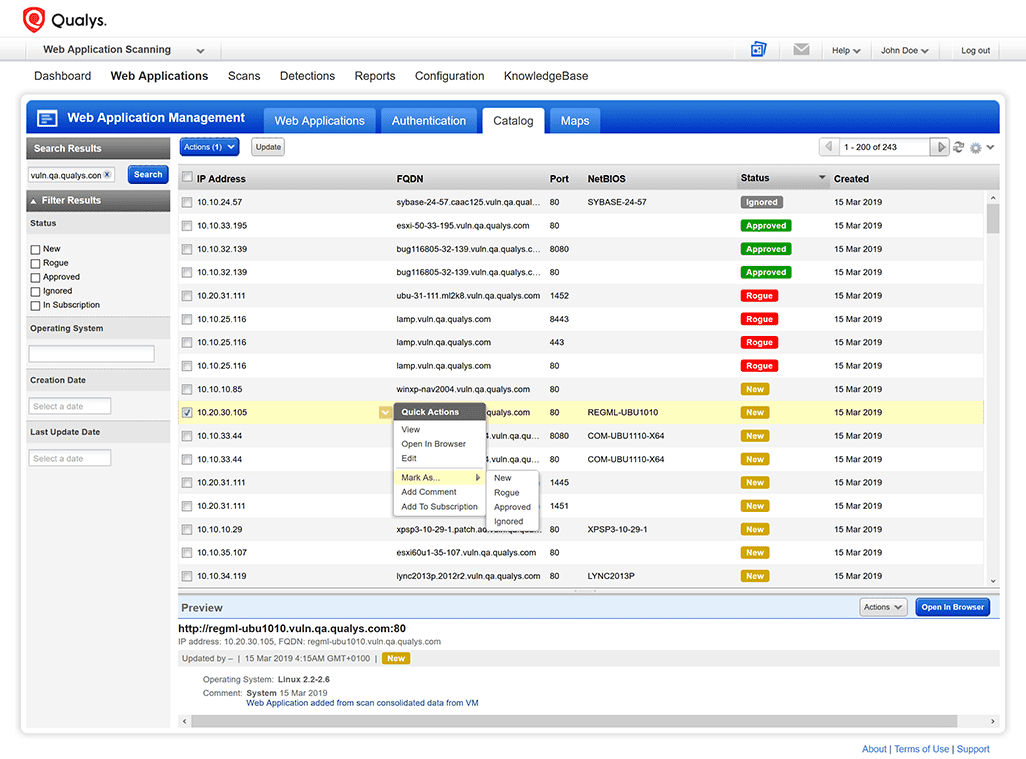 Qualys.
Web Application Scanning
Help John Doe Log out
Dashboard Web Applications Scans Detections Reports Configuration KnowledgeBase
Web Application Management Web Applications Authentication Catalog Maps
Search Results Actions (1) Update 1 - 200 of 243
vuln.qa.qualys.con x Search
Filter Results
Status
New
Rogue
Approved
Ignored
In Subscription
Operating System
Creation Date
Select a date
Last Update Date
Select a date
IP Address FQDN Port NetBIOS Status Created
10.10.24.57 sybase-24-57.caac125.vuln.qa.qual... 80 SYBASE-24-57 Ignored 15 Mar 2019
10.10.33.195 esxi-50-33-195.vuln.qa.qualys.com 80 Approved 15 Mar 2019
10.10.32.139 bug116805-32-139.vuln.qa.qualys.c... 8080 Approved 15 Mar 2019
10.10.32.139 bug116805-32-139.vuln.qa.qualys.c... 80 Approved 15 Mar 2019
10.20.31.111 ubu-31-111.ml2k8.vuln.qa.qualys.com 1452 Rogue 15 Mar 2019
10.10.25.116 lamp.vuln.qa.qualys.com 8443 Rogue 15 Mar 2019
10.10.25.116 lamp.vuln.qa.qualys.com 443 Rogue 15 Mar 2019
10.10.25.116 lamp.vuln.qa.qualys.com 80 Rogue 15 Mar 2019
10.10.10.85 winxp-nav2004.vuln.qa.qualys.com 80 New 15 Mar 2019
10.20.30.105 qualys.com 80 REGML-UBU1010 New 15 Mar 2019
10.10.33.44 4.vuln.qu... 8080 COM-UBU1110-X64 New 15 Mar 2019
10.10.33.44 4.vuln.qu... 80 COM-UBU1110-X64 New 15 Mar 2019
10.20.31.111 1445 New 15 Mar 2019
10.20.31.111 1451 New 15 Mar 2019
10.10.10.29 xpsp3-10-29-1.patch.ad.vuln.qa.qua... 80 XPSP3-10-29-1 New 15 Mar 2019
10.10.35.107 esxi60u1-35-107.vuln.qa.qualys.com 80 New 15 Mar 2019
10.10.34.119 lync2013p.2012r2.vuln.qa.qualys.com 80 LYNC2013P New 15 Mar 2019
Quick Actions
View
Open In Browser
Edit
Mark As...
Add Comment
Add To Subscription
New
Rogue
Approved
Ignored
Preview Actions Open In Browser
http://regml-ubu1010.vuln.qa.qualys.com:80
IP address: 10.20.30.105, FQDN: regml-ubu1010.vuln.qa.qualys.com
Updated by – | 15 Mar 2019 4:15AM GMT+0100 | New
Operating System: Linux 2.2-2.6
Comment: System 15 Mar 2019
Web Application added from scan consolidated data from VM
About | Terms of Use | Support